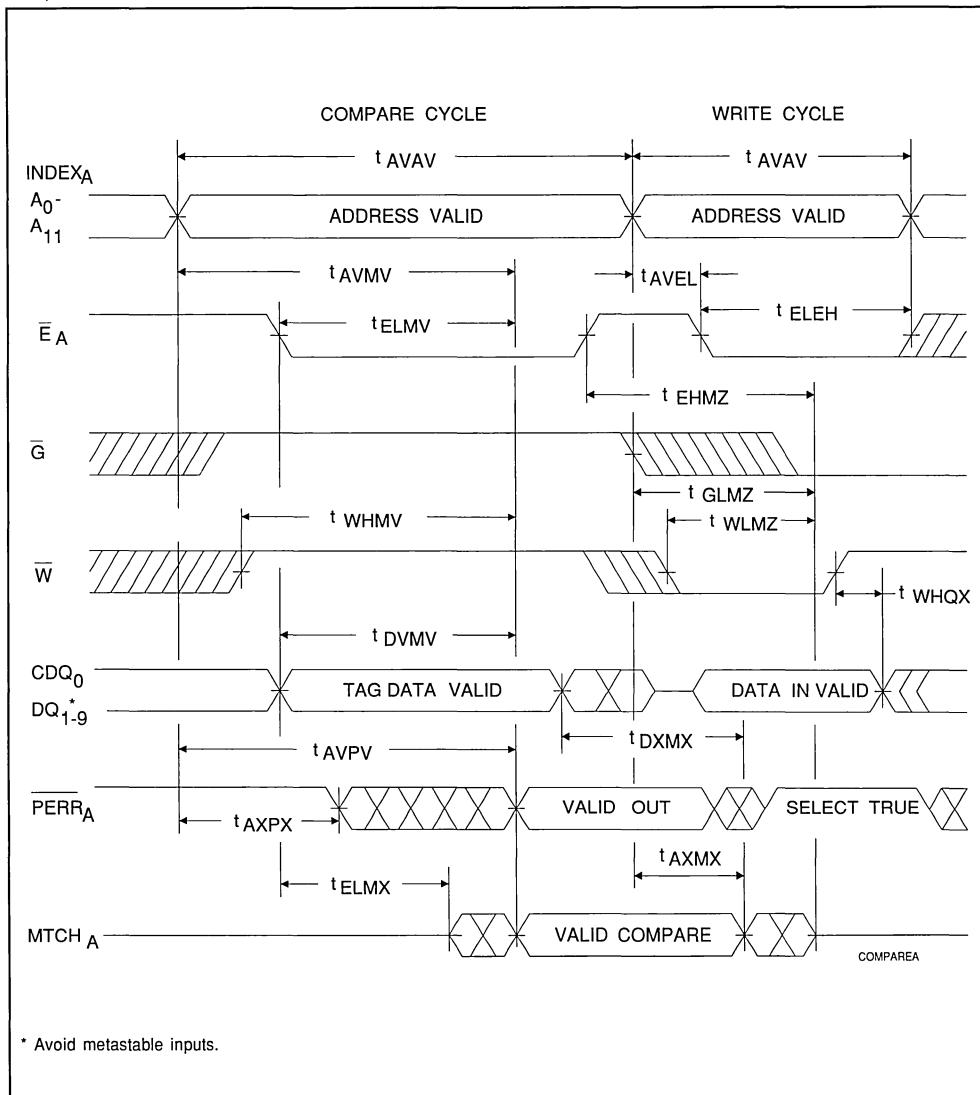 COMPARE CYCLE WRITE CYCLE
t AVAV t AVAV
INDEXA
A0-
A11
ADDRESS VALID ADDRESS VALID
t AVMV
t AVEL
t ELMV
t ELEH
E̅ A
t EHMZ
G̅
t GLMZ
t WHMV
t WLMZ
W̅
t WHQX
t DVMV
CDQ0
DQ1-9*
TAG DATA VALID DATA IN VALID
t DXMX
t AVPV
P̅E̅R̅R̅A
VALID OUT SELECT TRUE
t AXPX
t AXMX
t ELMX
MTCH A
VALID COMPARE
COMPAREA
* Avoid metastable inputs.